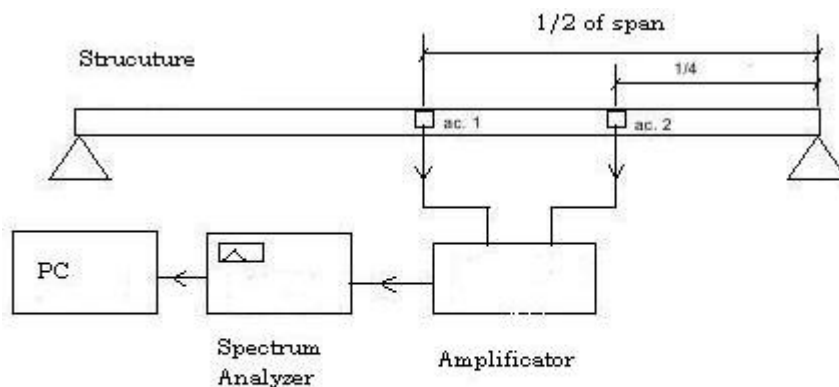 1/2 of span
Strucuture
1/4
ac. 1
ac. 2
PC
Spectrum
Analyzer
Amplificator